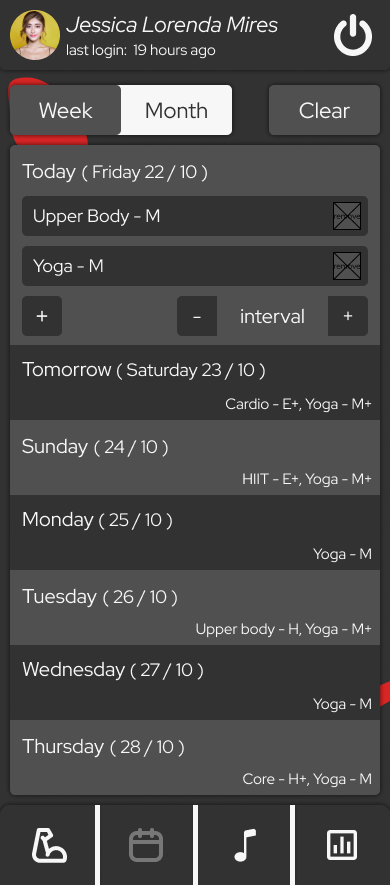 Jessica Lorenda Mires
last login: 19 hours ago
Week Month Clear
Today ( Friday 22 / 10 )
Upper Body - M remove
Yoga - M remove
+ - interval +
Tomorrow ( Saturday 23 / 10 )
Cardio - E+, Yoga - M+
Sunday ( 24 / 10 )
HIIT - E+, Yoga - M+
Monday ( 25 / 10 )
Yoga - M
Tuesday ( 26 / 10 )
Upper body - H, Yoga - M+
Wednesday ( 27 / 10 )
Yoga - M
Thursday ( 28 / 10 )
Core - H+, Yoga - M